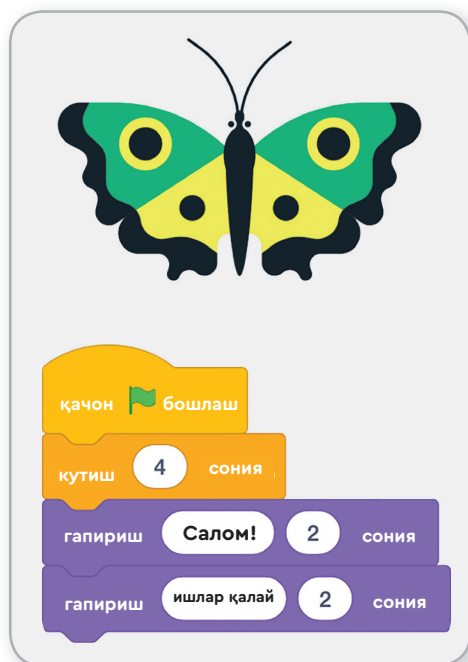 қачон бошлаш
кутиш 4 сония
гапириш Салом! 2 сония
гапириш ишлар қалай 2 сония